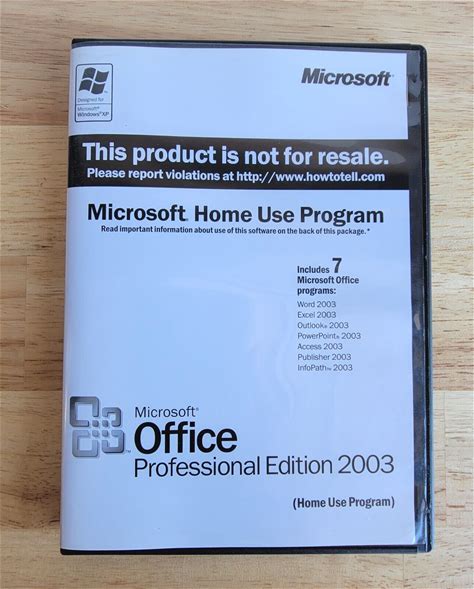 Microsoft®
Designed for
Microsoft®
Windows®XP
This product is not for resale.
Please report violations at http://www.howtotell.com
Microsoft® Home Use Program
Read important information about use of this software on the back of this package.*
Includes 7
Microsoft Office
programs:
Word 2003
Excel 2003
Outlook® 2003
PowerPoint® 2003
Access 2003
Publisher 2003
InfoPath™ 2003
Microsoft®
Office
Professional Edition 2003
(Home Use Program)